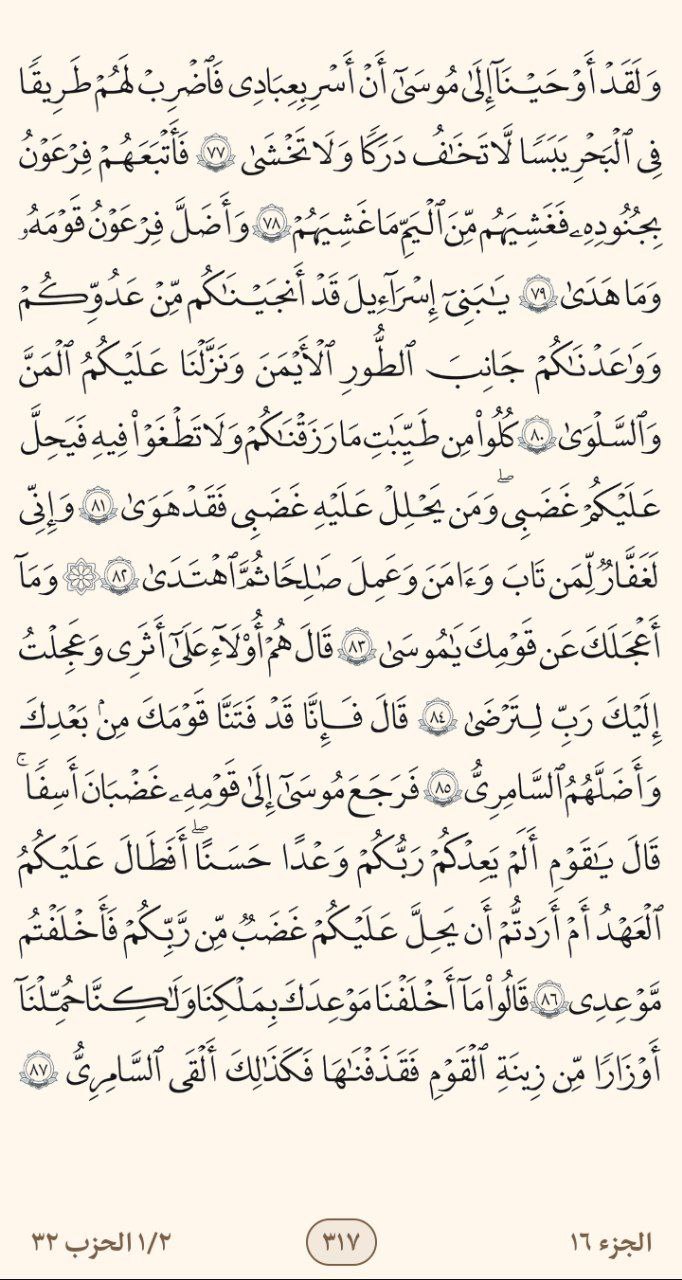 وَلَقَدۡ أَوۡحَيۡنَآ إِلَىٰ مُوسَىٰٓ أَنۡ أَسۡرِ بِعِبَادِي فَٱضۡرِبۡ لَهُمۡ طَرِيقٗا
فِي ٱلۡبَحۡرِ يَبَسٗا لَّا تَخَٰفُ دَرَكٗا وَلَا تَخۡشَىٰ ٧٧ فَأَتۡبَعَهُمۡ فِرۡعَوۡنُ
بِجُنُودِهِۦ فَغَشِيَهُم مِّنَ ٱلۡيَمِّ مَا غَشِيَهُمۡ ٧٨ وَأَضَلَّ فِرۡعَوۡنُ قَوۡمَهُۥ
وَمَا هَدَىٰ ٧٩ يَٰبَنِيٓ إِسۡرَٰٓءِيلَ قَدۡ أَنجَيۡنَٰكُم مِّنۡ عَدُوِّكُمۡ
وَوَٰعَدۡنَٰكُمۡ جَانِبَ ٱلطُّورِ ٱلۡأَيۡمَنَ وَنَزَّلۡنَا عَلَيۡكُمُ ٱلۡمَنَّ
وَٱلسَّلۡوَىٰ ٨٠ كُلُواْ مِن طَيِّبَٰتِ مَا رَزَقۡنَٰكُمۡ وَلَا تَطۡغَوۡاْ فِيهِ فَيَحِلَّ
عَلَيۡكُمۡ غَضَبِيۖ وَمَن يَحۡلِلۡ عَلَيۡهِ غَضَبِي فَقَدۡ هَوَىٰ ٨١ وَإِنِّي
لَغَفَّارٞ لِّمَن تَابَ وَءَامَنَ وَعَمِلَ صَٰلِحٗا ثُمَّ ٱهۡتَدَىٰ ٨٢ ۞ وَمَآ
أَعۡجَلَكَ عَن قَوۡمِكَ يَٰمُوسَىٰ ٨٣ قَالَ هُمۡ أُوْلَآءِ عَلَىٰٓ أَثَرِي وَعَجِلۡتُ
إِلَيۡكَ رَبِّ لِتَرۡضَىٰ ٨٤ قَالَ فَإِنَّا قَدۡ فَتَنَّا قَوۡمَكَ مِنۢ بَعۡدِكَ
وَأَضَلَّهُمُ ٱلسَّامِرِيُّ ٨٥ فَرَجَعَ مُوسَىٰٓ إِلَىٰ قَوۡمِهِۦ غَضۡبَٰنَ أَسِفٗاۚ
قَالَ يَٰقَوۡمِ أَلَمۡ يَعِدۡكُمۡ رَبُّكُمۡ وَعۡدًا حَسَنًاۖ أَفَطَالَ عَلَيۡكُمُ
ٱلۡعَهۡدُ أَمۡ أَرَدتُّمۡ أَن يَحِلَّ عَلَيۡكُمۡ غَضَبٞ مِّن رَّبِّكُمۡ فَأَخۡلَفۡتُم
مَّوۡعِدِي ٨٦ قَالُواْ مَآ أَخۡلَفۡنَا مَوۡعِدَكَ بِمَلۡكِنَا وَلَٰكِنَّا حُمِّلۡنَآ
أَوۡزَارٗا مِّن زِينَةِ ٱلۡقَوۡمِ فَقَذَفۡنَٰهَا فَكَذَٰلِكَ أَلۡقَى ٱلسَّامِرِيُّ ٨٧
الجزء ١٦ ٣١٧ ١/٢ الحزب ٣٢